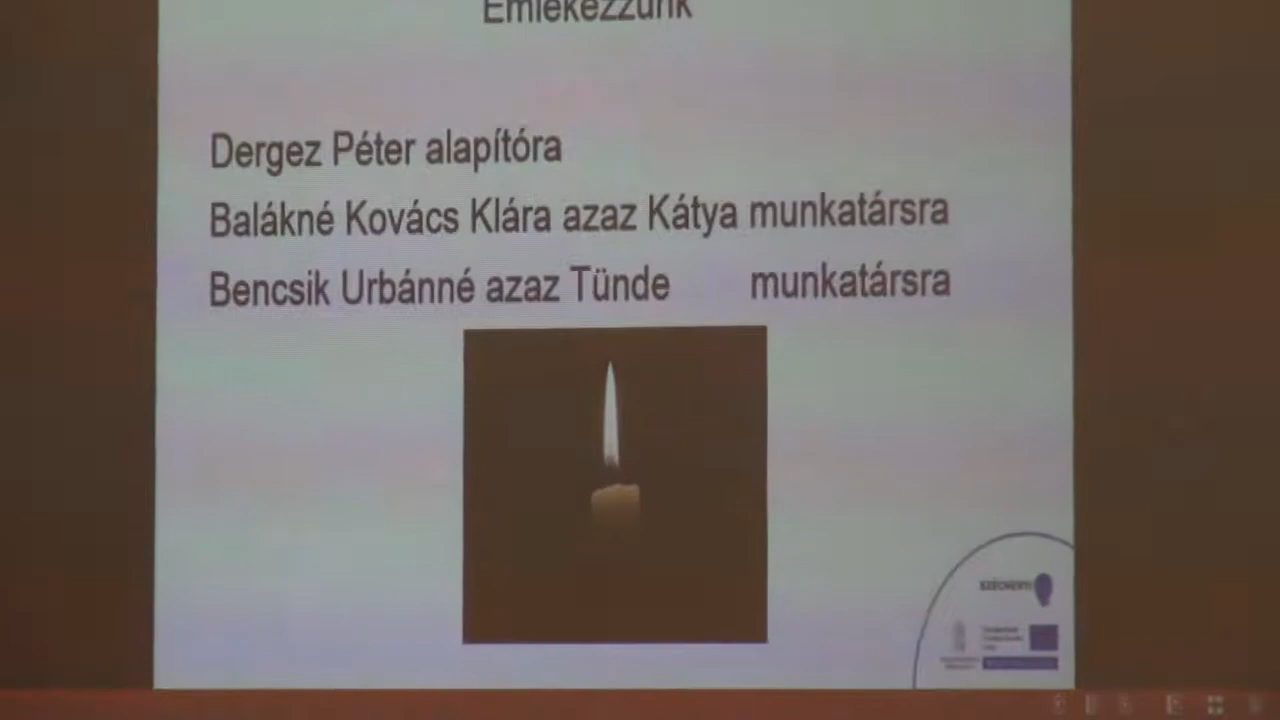 Emlékezzünk
Dergez Péter alapítóra
Balákné Kovács Klára azaz Kátya munkatársra
Bencsik Urbánné azaz Tünde munkatársra